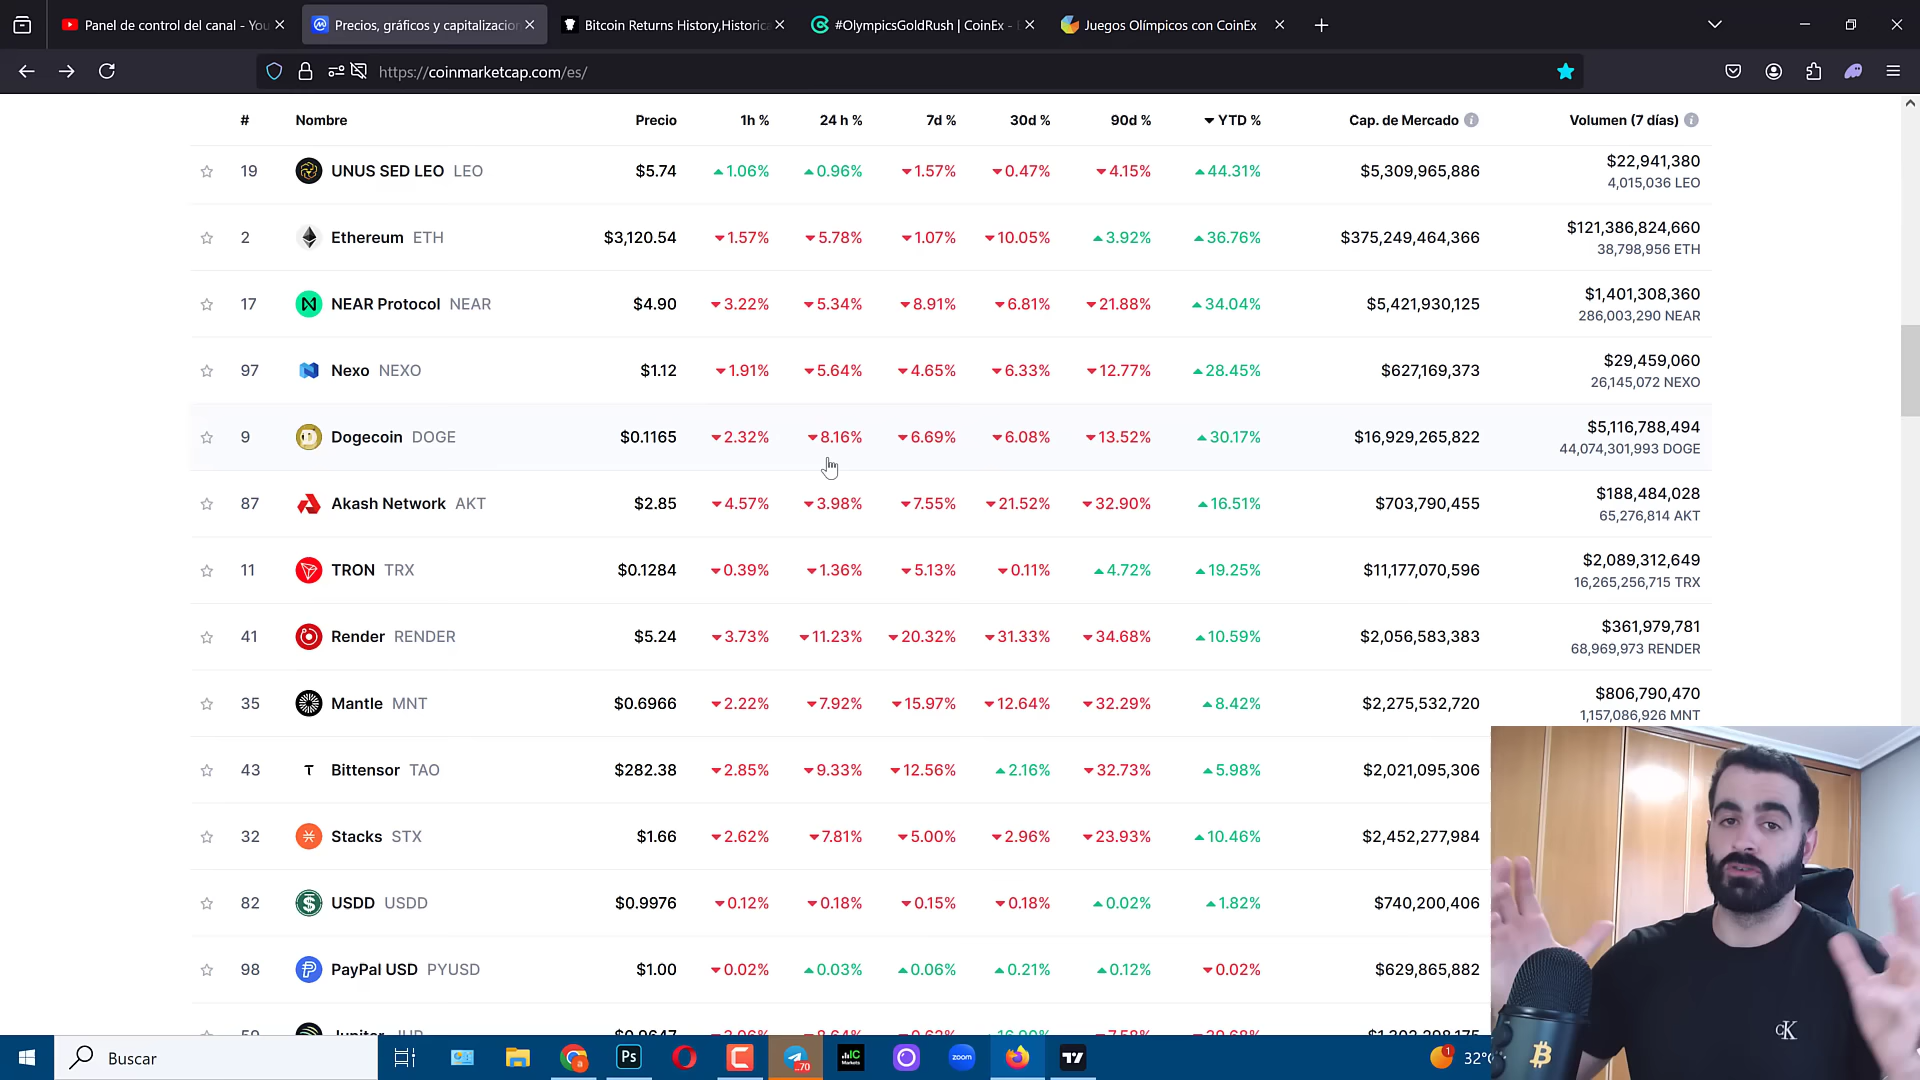 Panel de control del canal - You
Precios, gráficos y capitalizacio
Bitcoin Returns History,Historica
#OlympicsGoldRush | CoinEx -
Juegos Olímpicos con CoinEx
https://coinmarketcap.com/es/
# Nombre Precio 1h % 24 h % 7d % 30d % 90d % YTD % Cap. de Mercado Volumen (7 días)
19 UNUS SED LEO LEO $5.74 1.06% 0.96% 1.57% 0.47% 4.15% 44.31% $5,309,965,886 $22,941,380
4,015,036 LEO
2 Ethereum ETH $3,120.54 1.57% 5.78% 1.07% 10.05% 3.92% 36.76% $375,249,464,366 $121,386,824,660
38,798,956 ETH
17 NEAR Protocol NEAR $4.90 3.22% 5.34% 8.91% 6.81% 21.88% 34.04% $5,421,930,125 $1,401,308,360
286,003,290 NEAR
97 Nexo NEXO $1.12 1.91% 5.64% 4.65% 6.33% 12.77% 28.45% $627,169,373 $29,459,060
26,145,072 NEXO
9 Dogecoin DOGE $0.1165 2.32% 8.16% 6.69% 6.08% 13.52% 30.17% $16,929,265,822 $5,116,788,494
44,074,301,993 DOGE
87 Akash Network AKT $2.85 4.57% 3.98% 7.55% 21.52% 32.90% 16.51% $703,790,455 $188,484,028
65,276,814 AKT
11 TRON TRX $0.1284 0.39% 1.36% 5.13% 0.11% 4.72% 19.25% $11,177,070,596 $2,089,312,649
16,265,256,715 TRX
41 Render RENDER $5.24 3.73% 11.23% 20.32% 31.33% 34.68% 10.59% $2,056,583,383 $361,979,781
68,969,973 RENDER
35 Mantle MNT $0.6966 2.22% 7.92% 15.97% 12.64% 32.29% 8.42% $2,275,532,720 $806,790,470
1,157,086,926 MNT
43 Bittensor TAO $282.38 2.85% 9.33% 12.56% 2.16% 32.73% 5.98% $2,021,095,306
32 Stacks STX $1.66 2.62% 7.81% 5.00% 2.96% 23.93% 10.46% $2,452,277,984
82 USDD USDD $0.9976 0.12% 0.18% 0.15% 0.18% 0.02% 1.82% $740,200,406
98 PayPal USD PYUSD $1.00 0.02% 0.03% 0.06% 0.21% 0.12% 0.02% $629,865,882
cK
Buscar
Ps
70
IC
Markets
zoom
1
32°